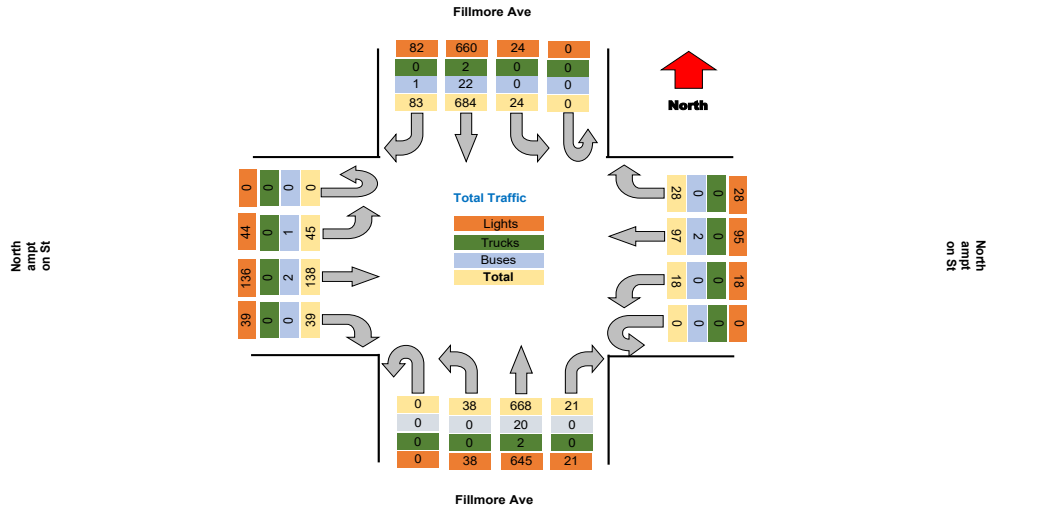 Fillmore Ave
82 660 24 0
0 2 0 0
1 22 0 0
83 684 24 0
North
0 0 0 0
44 0 1 45
136 0 2 138
39 0 0 39
North
ampt
on St
Total Traffic
Lights
Trucks
Buses
Total
28 0 0 28
97 2 0 95
18 0 0 18
0 0 0 0
North
ampt
on St
0 38 668 21
0 0 20 0
0 0 2 0
0 38 645 21
Fillmore Ave